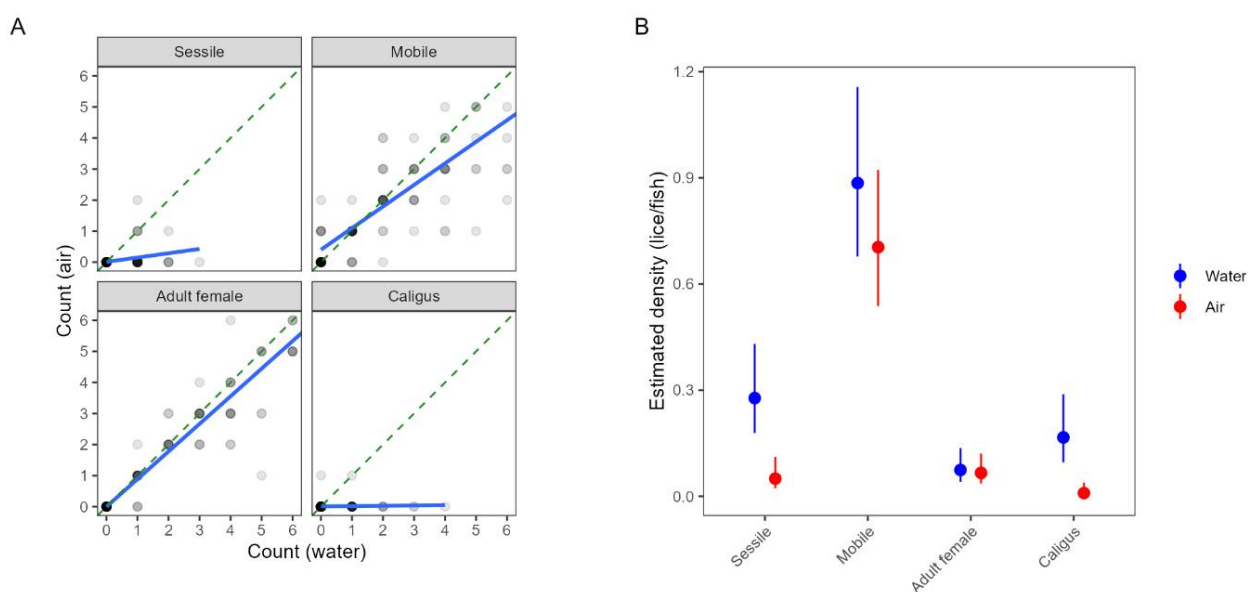 A
Sessile
Mobile
6
5
4
3
2
1
0
Adult female
Caligus
6
5
4
3
2
1
0
0 1 2 3 4 5 6 0 1 2 3 4 5 6
Count (air)
Count (water)
B
1.2
0.9
0.6
0.3
0.0
Estimated density (lice/fish)
Sessile
Mobile
Adult female
Caligus
Water
Air